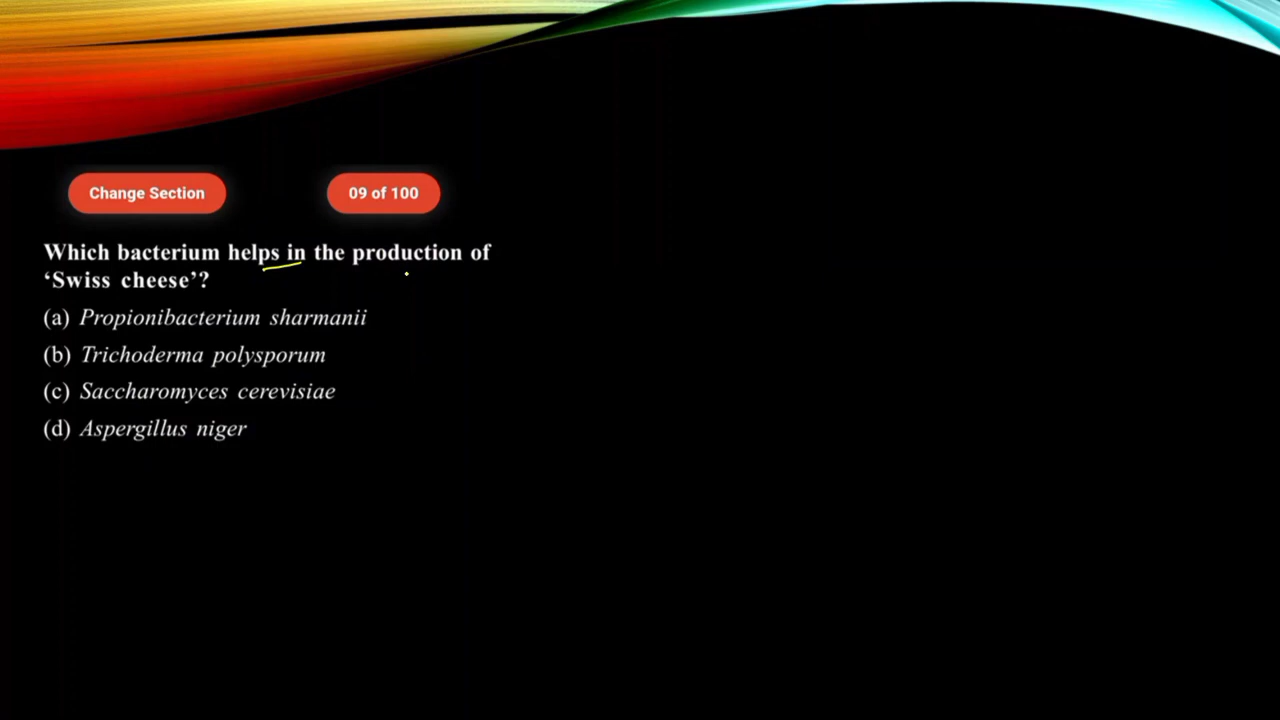 Change Section
09 of 100
Which bacterium helps in the production of
‘Swiss cheese’?
(a) Propionibacterium sharmanii
(b) Trichoderma polysporum
(c) Saccharomyces cerevisiae
(d) Aspergillus niger